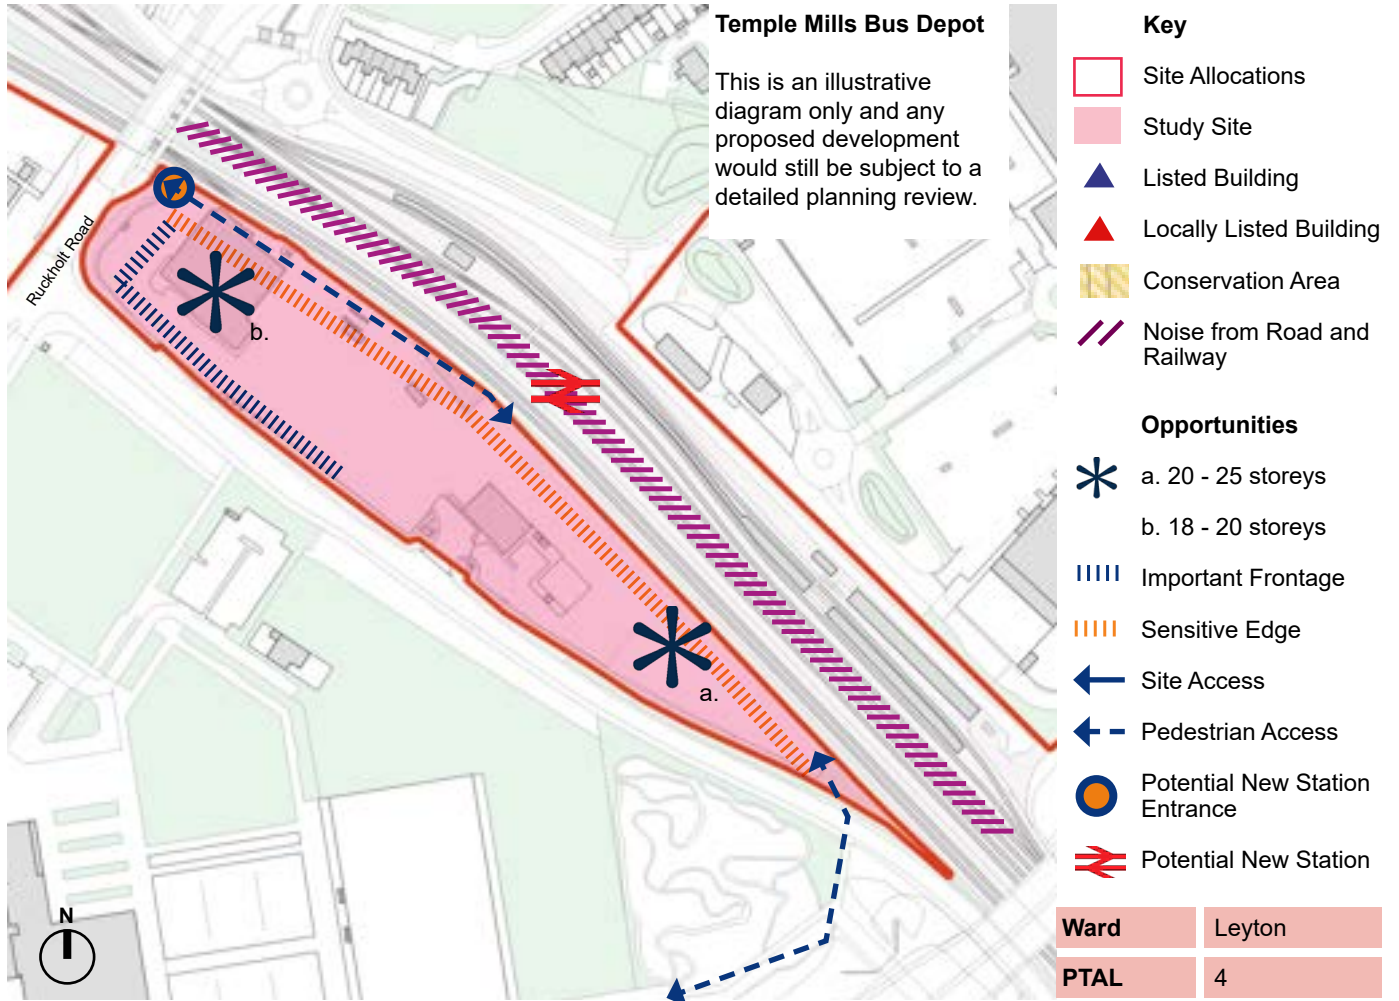 Temple Mills Bus Depot
This is an illustrative
diagram only and any
proposed development
would still be subject to a
detailed planning review.
Ruckholt Road
b.
a.
N
Key
Site Allocations
Study Site
Listed Building
Locally Listed Building
Conservation Area
Noise from Road and
Railway
Opportunities
a. 20 - 25 storeys
b. 18 - 20 storeys
Important Frontage
Sensitive Edge
Site Access
Pedestrian Access
Potential New Station
Entrance
Potential New Station
Ward Leyton
PTAL 4